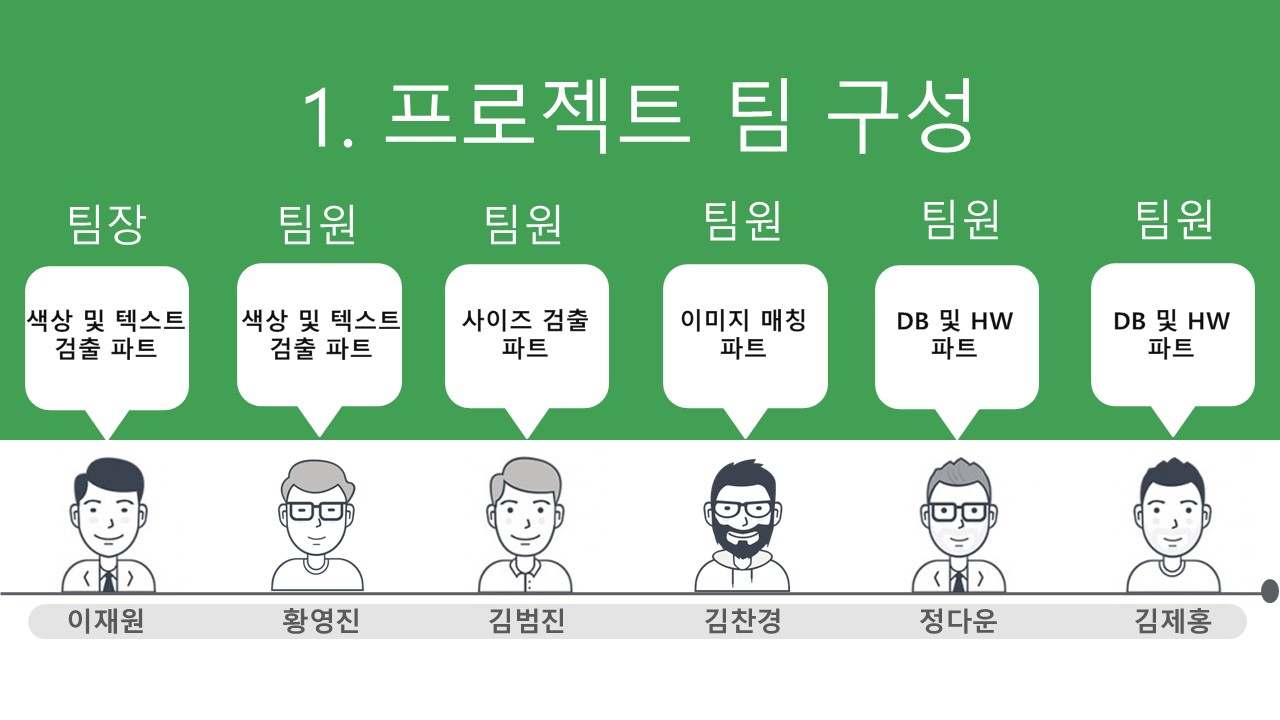 1. 프로젝트 팀 구성
팀장
팀원
팀원
팀원
팀원
팀원
색상 및 텍스트
검출 파트
색상 및 텍스트
검출 파트
사이즈 검출
파트
이미지 매칭
파트
DB 및 HW
파트
DB 및 HW
파트
이재원
황영진
김범진
김찬경
정다운
김제홍